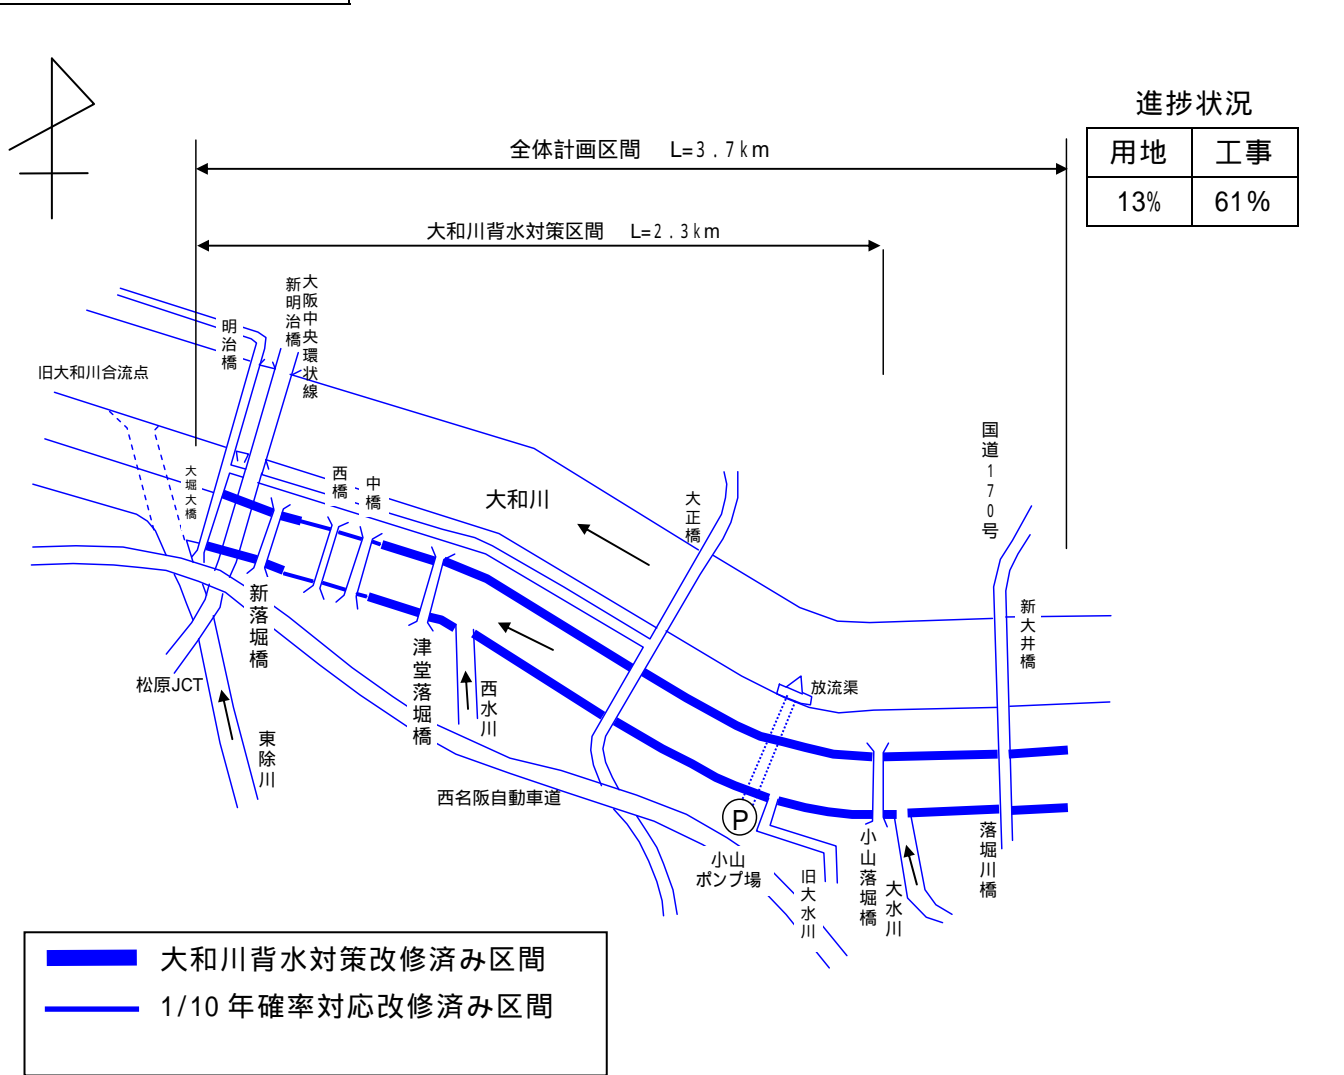 進捗状況
用地 工事
13% 61%
全体計画区間 L=3.7km
大和川背水対策区間 L=2.3km
大阪中央環状線
新明治橋
明治橋
旧大和川合流点
国道170号
大堀大橋
西橋
中橋
大和川
大正橋
新落堀橋
新大井橋
津堂落堀橋
松原JCT
西水川
放流渠
東除川
西名阪自動車道
P
小山
ポンプ場
旧大水川
小山落堀橋
大水川
落堀川橋
大和川背水対策改修済み区間
1/10年確率対応改修済み区間